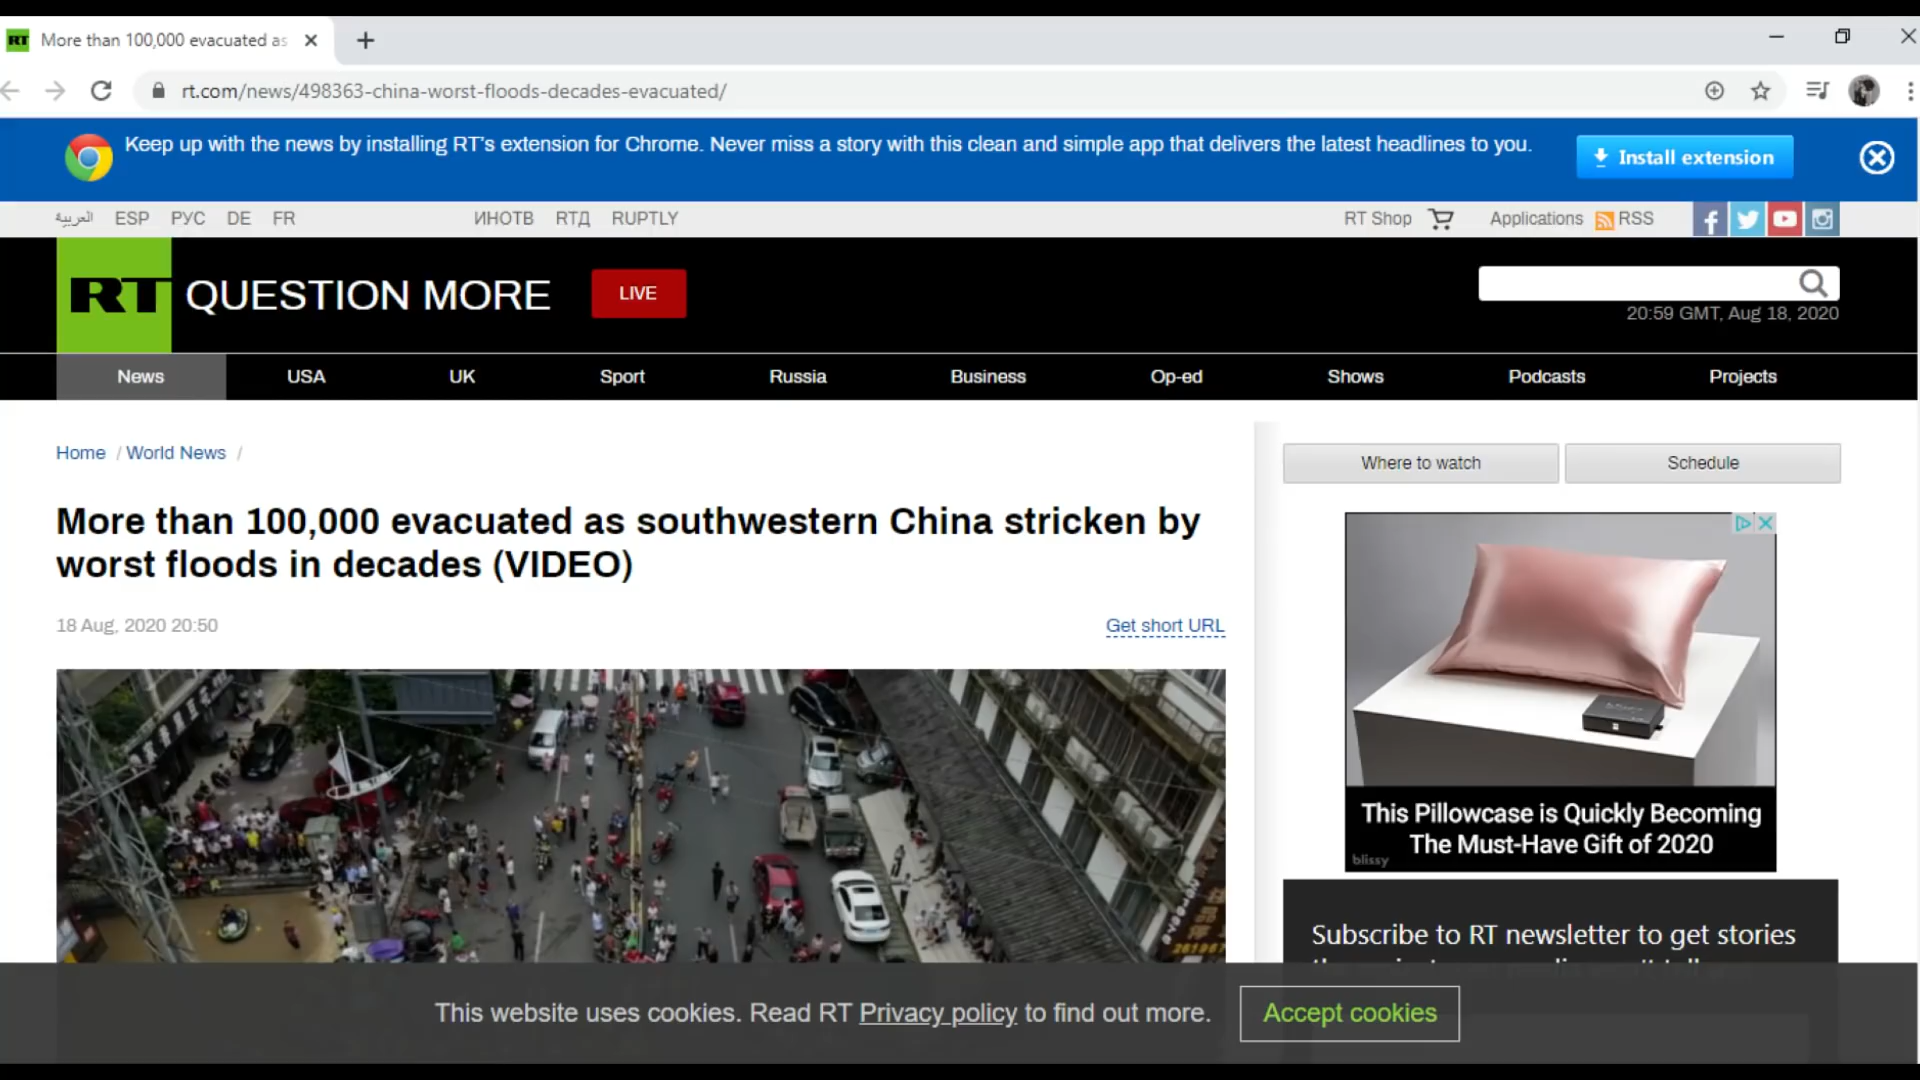 RT More than 100,000 evacuated as
rt.com/news/498363-china-worst-floods-decades-evacuated/
Keep up with the news by installing RT's extension for Chrome. Never miss a story with this clean and simple app that delivers the latest headlines to you.
Install extension
العربية ESP РУС DE FR ИНОТВ RTД RUPTLY RT Shop Applications RSS
RT QUESTION MORE LIVE
20:59 GMT, Aug 18, 2020
News USA UK Sport Russia Business Op-ed Shows Podcasts Projects
Home / World News /
Where to watch Schedule
More than 100,000 evacuated as southwestern China stricken by
worst floods in decades (VIDEO)
18 Aug, 2020 20:50 Get short URL
This Pillowcase is Quickly Becoming
The Must-Have Gift of 2020
blissy
Subscribe to RT newsletter to get stories
This website uses cookies. Read RT Privacy policy to find out more. Accept cookies